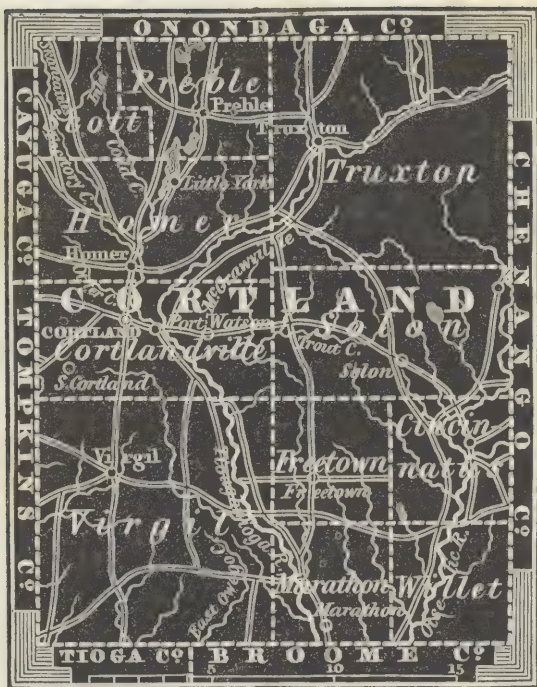 ONONDAGA Cº
CAYUGA Cº
TOMPKINS Cº
CHENANGO Cº
Preble
Preble
Truxton
Truxton
Little York
Homer
Homer
McGrawville
CORTLAND
CORTLAND
Port Watson
Solon
Cortlandville
Trout C.
Solon
S. Cortland
Cincin
natus
Virgil
Freetown
Freetown
Virgil
East Owego C.
Marathon
Willet
Marathon
TIOGA Cº
BROOME Cº
5
10
15